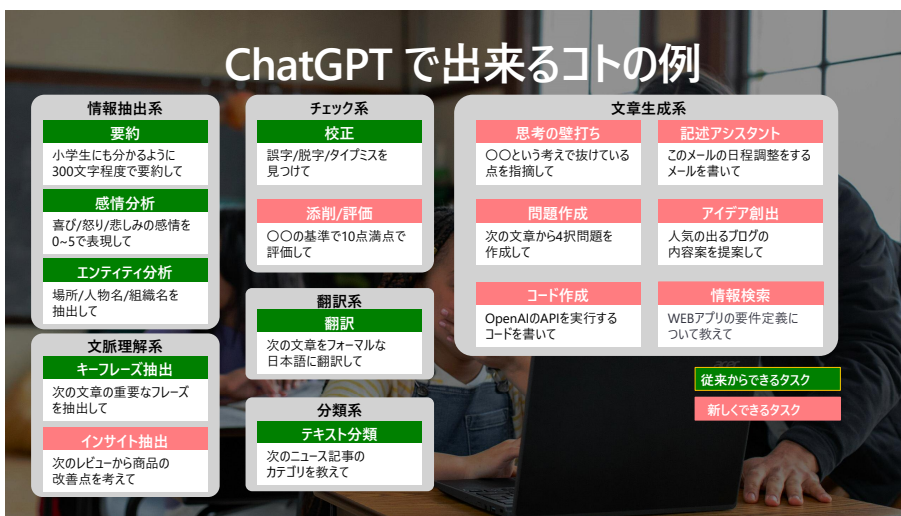 ChatGPT で出来るコトの例
情報抽出系
要約
小学生にも分かるように
300文字程度で要約して
感情分析
喜び/怒り/悲しみの感情を
0~5で表現して
エンティティ分析
場所/人物名/組織名を
抽出して
文脈理解系
キーフレーズ抽出
次の文章の重要なフレーズ
を抽出して
インサイト抽出
次のレビューから商品の
改善点を考えて
チェック系
校正
誤字/脱字/タイプミスを
見つけて
添削/評価
〇〇の基準で10点満点で
評価して
翻訳系
翻訳
次の文章をフォーマルな
日本語に翻訳して
分類系
テキスト分類
次のニュース記事の
カテゴリを教えて
文章生成系
思考の壁打ち
〇〇という考えで抜けている
点を指摘して
記述アシスタント
このメールの日程調整をする
メールを書いて
問題作成
次の文章から4択問題を
作成して
アイデア創出
人気の出るブログの
内容案を提案して
コード作成
OpenAIのAPIを実行する
コードを書いて
情報検索
WEBアプリの要件定義に
ついて教えて
従来からできるタスク
新しくできるタスク
acer